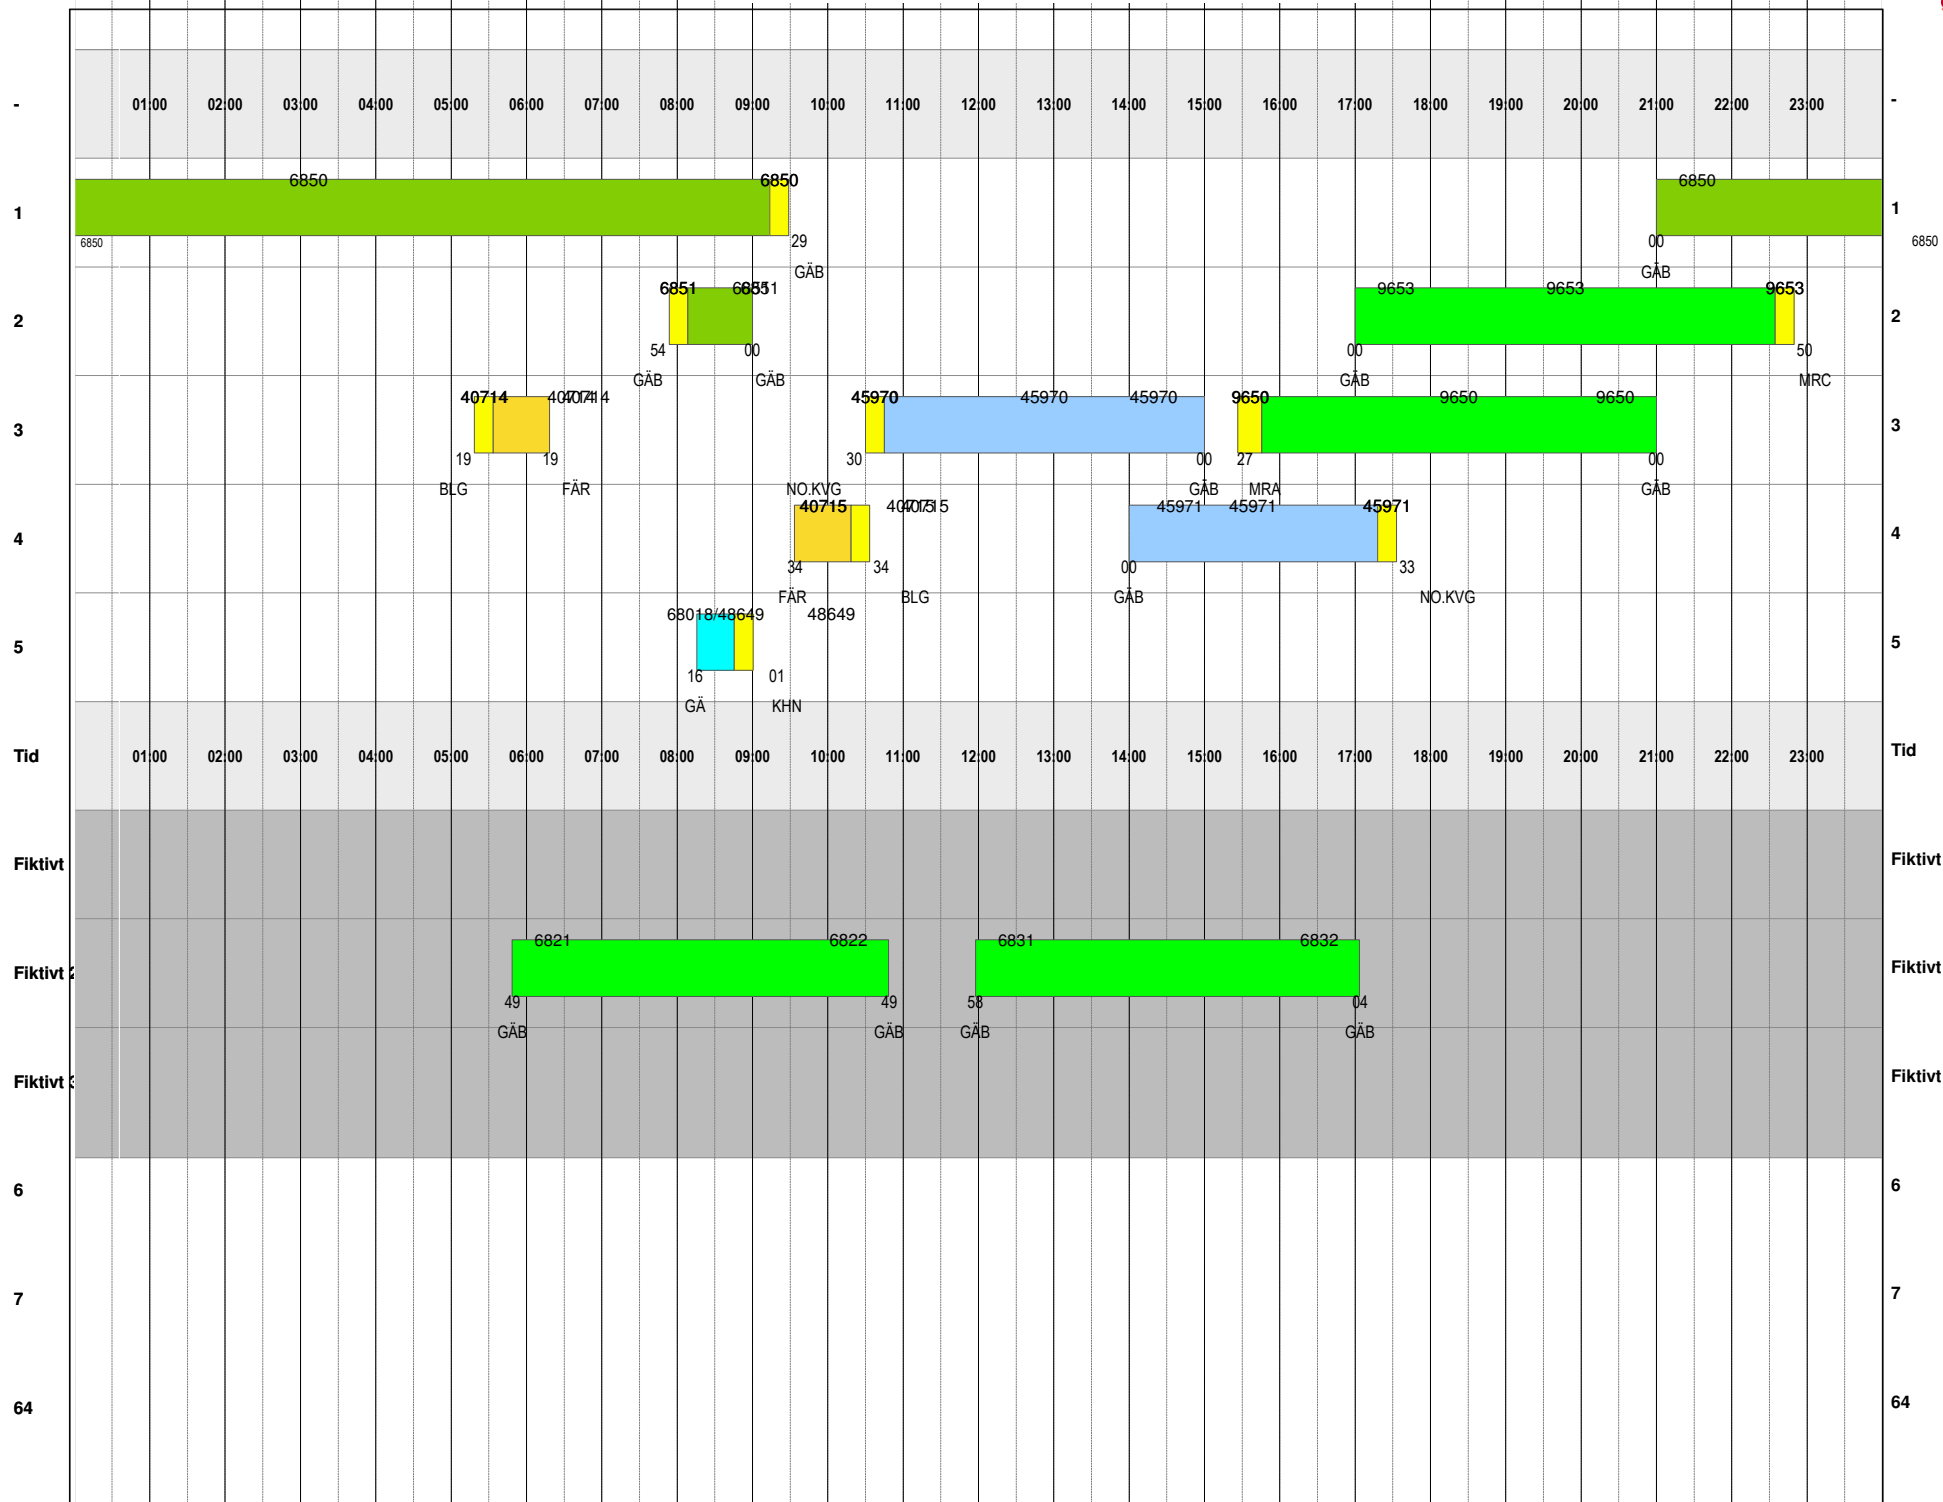 - 01:00 02:00 03:00 04:00 05:00 06:00 07:00 08:00 09:00 10:00 11:00 12:00 13:00 14:00 15:00 16:00 17:00 18:00 19:00 20:00 21:00 22:00 23:00 -
6850 6850 6850
1 1
6850 29 00 6850
GÄB GÄB
6851 6851 6851 9653 9653 9653
2 2
54 00 00 50
GÄB GÄB GÄB MRC
40714 40714 40714 45970 45970 45970 9650 9650 9650
3 3
19 19 30 00 27 00
BLG FÄR NO.KVG GÄB MRA GÄB
40715 40715 40715 45971 45971 45971
4 4
34 34 00 33
FÄR BLG GÄB NO.KVG
68018/48649 48649
5 5
16 01
GÄ KHN
Tid 01:00 02:00 03:00 04:00 05:00 06:00 07:00 08:00 09:00 10:00 11:00 12:00 13:00 14:00 15:00 16:00 17:00 18:00 19:00 20:00 21:00 22:00 23:00 Tid
Fiktivt Fiktivt
6821 6822 6831 6832
Fiktivt 2 Fiktivt
49 49 58 04
GÄB GÄB GÄB GÄB
Fiktivt 3 Fiktivt
6 6
7 7
64 64